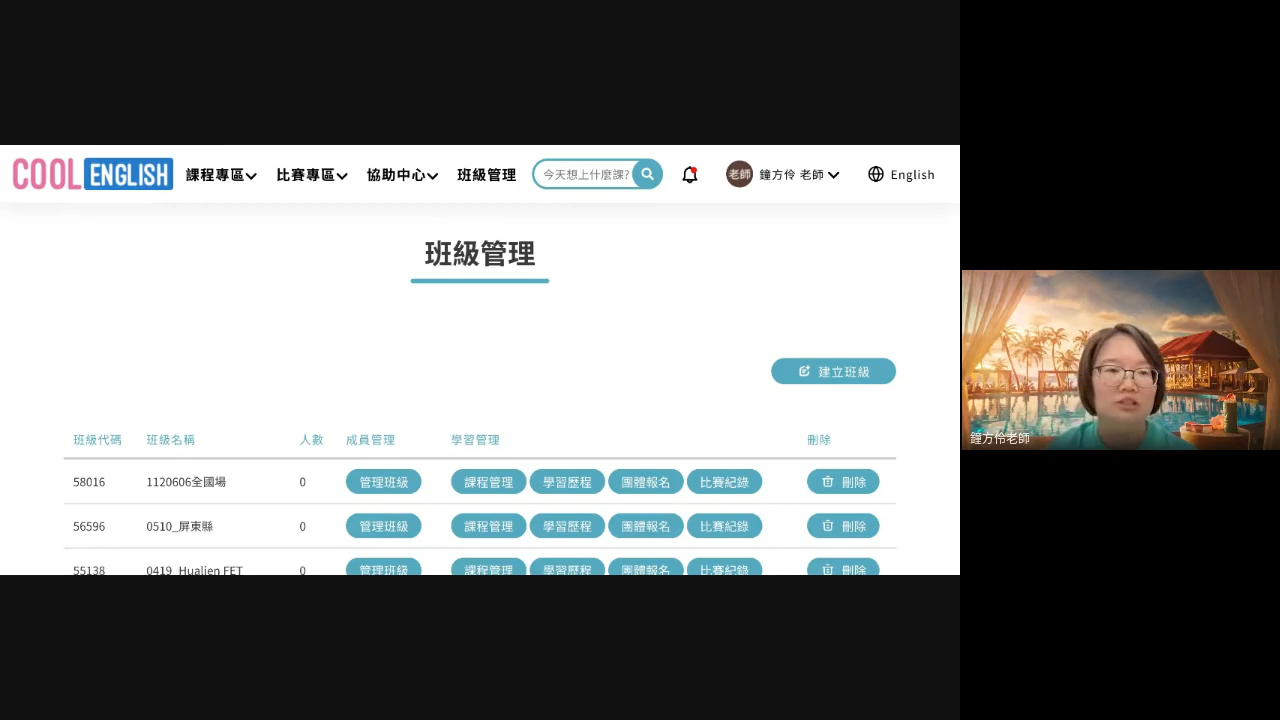 COOL ENGLISH 課程專區 比賽專區 協助中心 班級管理 今天想上什麼課? 老師 鐘方伶 老師 English
班級管理
建立班級
班級代碼 班級名稱 人數 成員管理 學習管理 刪除
58016 1120606全國場 0 管理班級 課程管理 學習歷程 團體報名 比賽紀錄 刪除
56596 0510_屏東縣 0 管理班級 課程管理 學習歷程 團體報名 比賽紀錄 刪除
55138 0419_Hualien FET 0 管理班級 課程管理 學習歷程 團體報名 比賽紀錄 刪除
鐘方伶老師